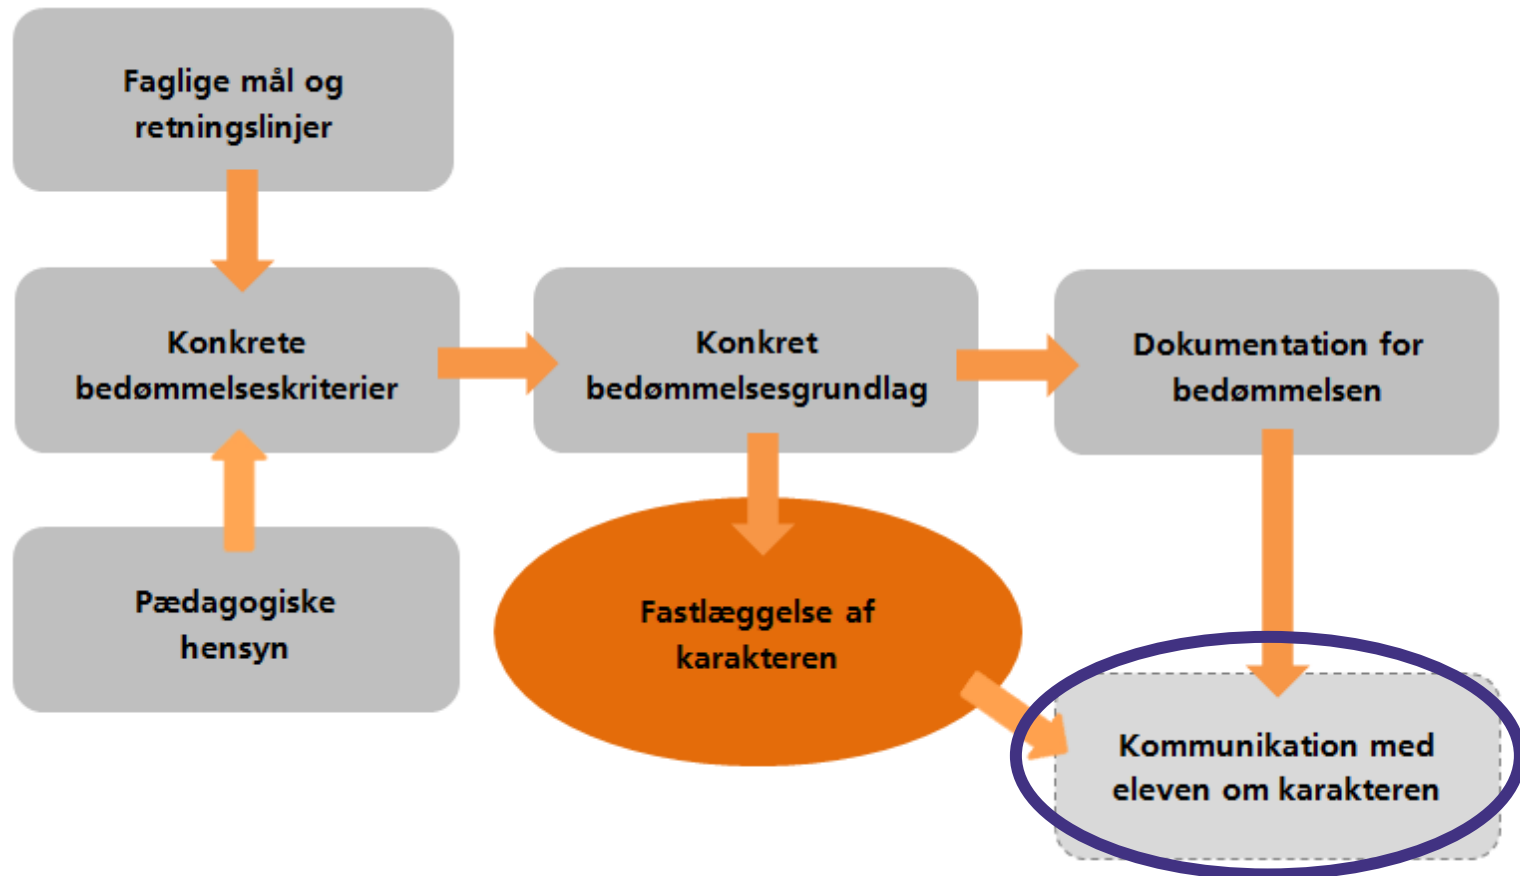 Faglige mål og
retningslinjer
Konkrete
bedømmelseskriterier
Konkret
bedømmelsesgrundlag
Dokumentation for
bedømmelsen
Pædagogiske
hensyn
Fastlæggelse af
karakteren
Kommunikation med
eleven om karakteren